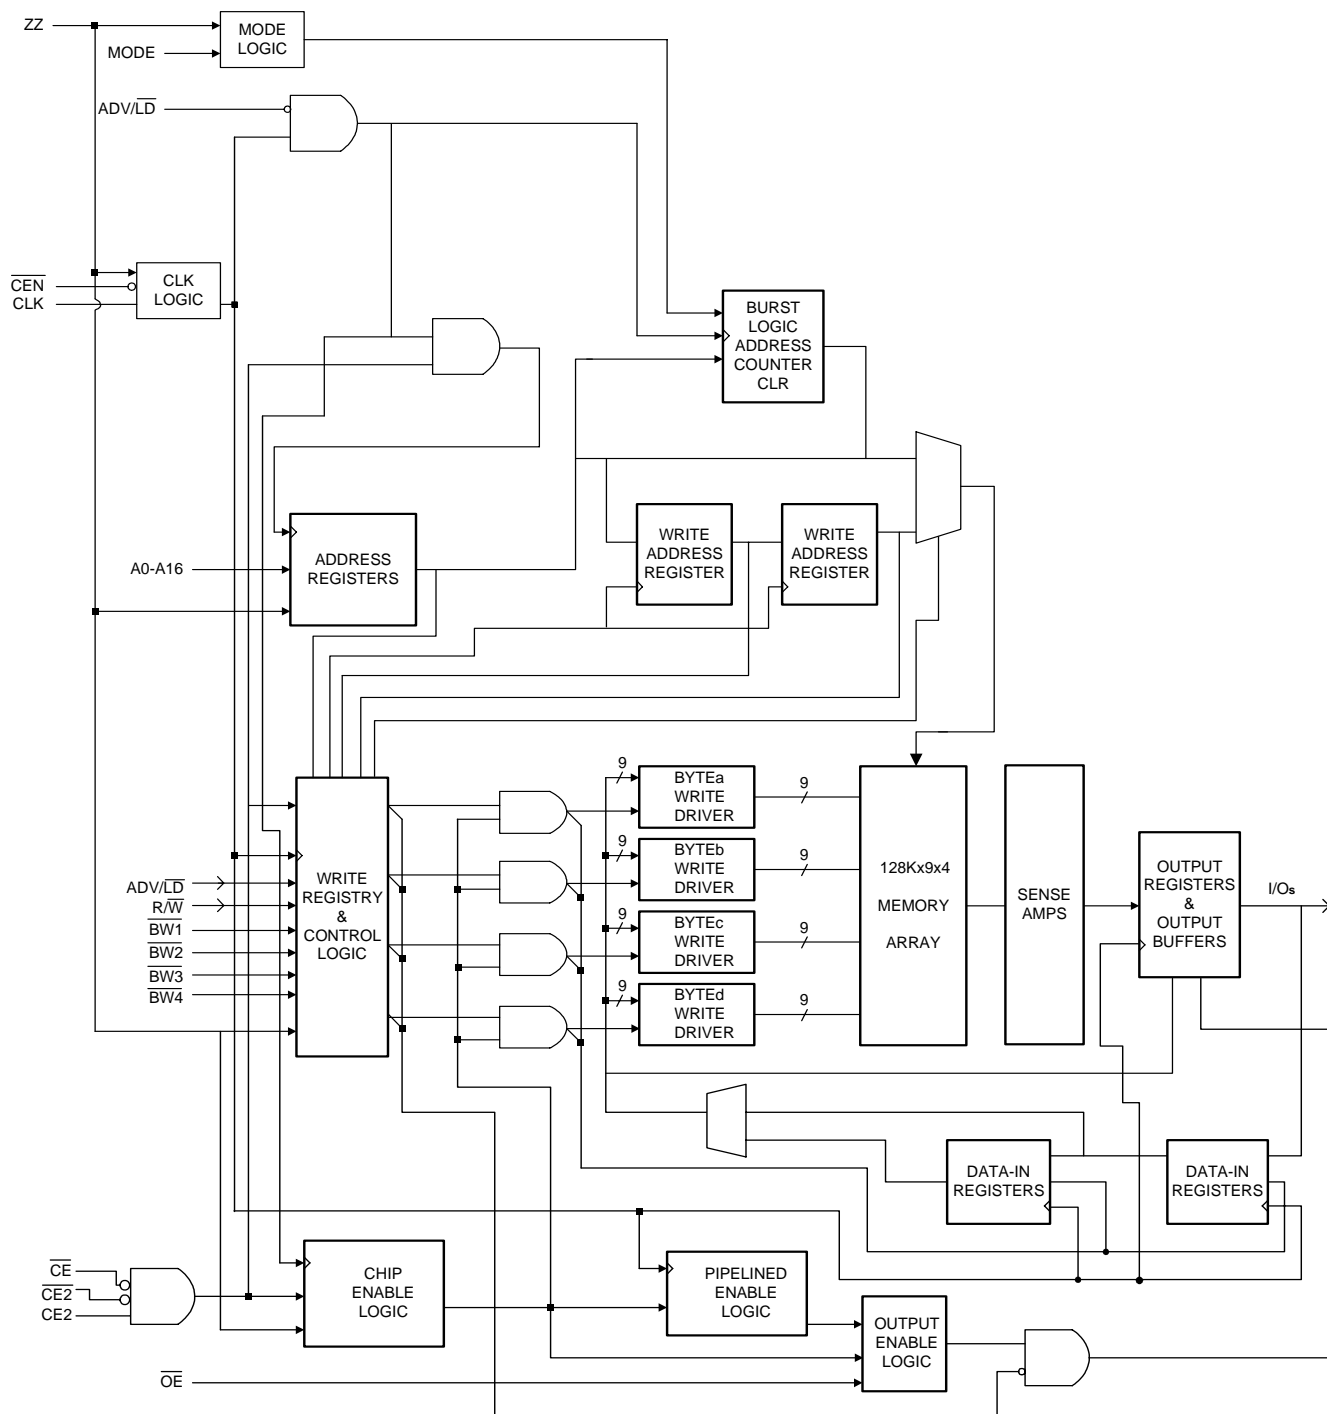 ZZ
MODE
LOGIC
MODE
ADV/LD
CEN
CLK
CLK
LOGIC
BURST
LOGIC
ADDRESS
COUNTER
CLR
A0-A16
ADDRESS
REGISTERS
WRITE
ADDRESS
REGISTER
WRITE
ADDRESS
REGISTER
ADV/LD
R/W
BW1
BW2
BW3
BW4
WRITE
REGISTRY
&
CONTROL
LOGIC
9
BYTEa
WRITE
DRIVER
9
9
BYTEb
WRITE
DRIVER
9
9
BYTEc
WRITE
DRIVER
9
9
BYTEd
WRITE
DRIVER
9
128Kx9x4
MEMORY
ARRAY
SENSE
AMPS
OUTPUT
REGISTERS
&
OUTPUT
BUFFERS
I/Os
DATA-IN
REGISTERS
DATA-IN
REGISTERS
CE
CE2
CE2
CHIP
ENABLE
LOGIC
PIPELINED
ENABLE
LOGIC
OUTPUT
ENABLE
LOGIC
OE